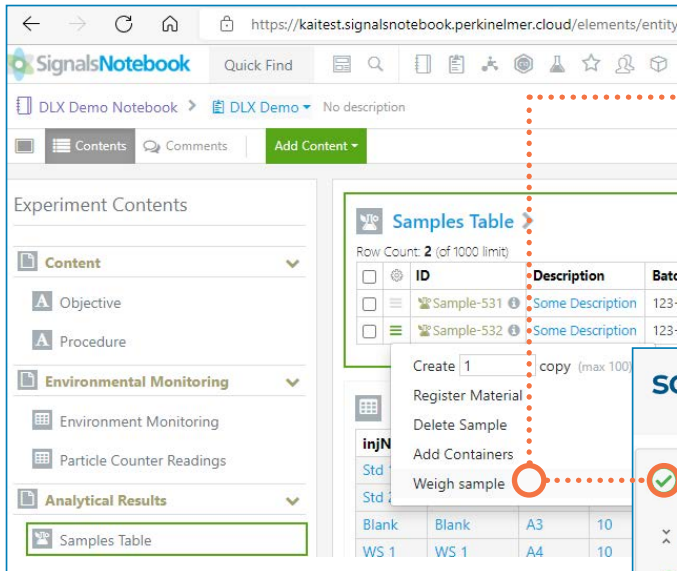 https://kaitest.signalsnotebook.perkinelmer.cloud/elements/entity
SignalsNotebook Quick Find
DLX Demo Notebook > DLX Demo No description
Contents Comments Add Content
Experiment Contents
Content
A Objective
A Procedure
Environmental Monitoring
Environment Monitoring
Particle Counter Readings
Analytical Results
Samples Table
Samples Table >
Row Count: 2 (of 1000 limit)
ID Description Batc
Sample-531 Some Description 123-
Sample-532 Some Description 123-
Create 1 copy (max 100)
Register Material
Delete Sample
Add Containers
Weigh sample
injN
Std
Std
Blank Blank A3 10
WS 1 WS 1 A4 10